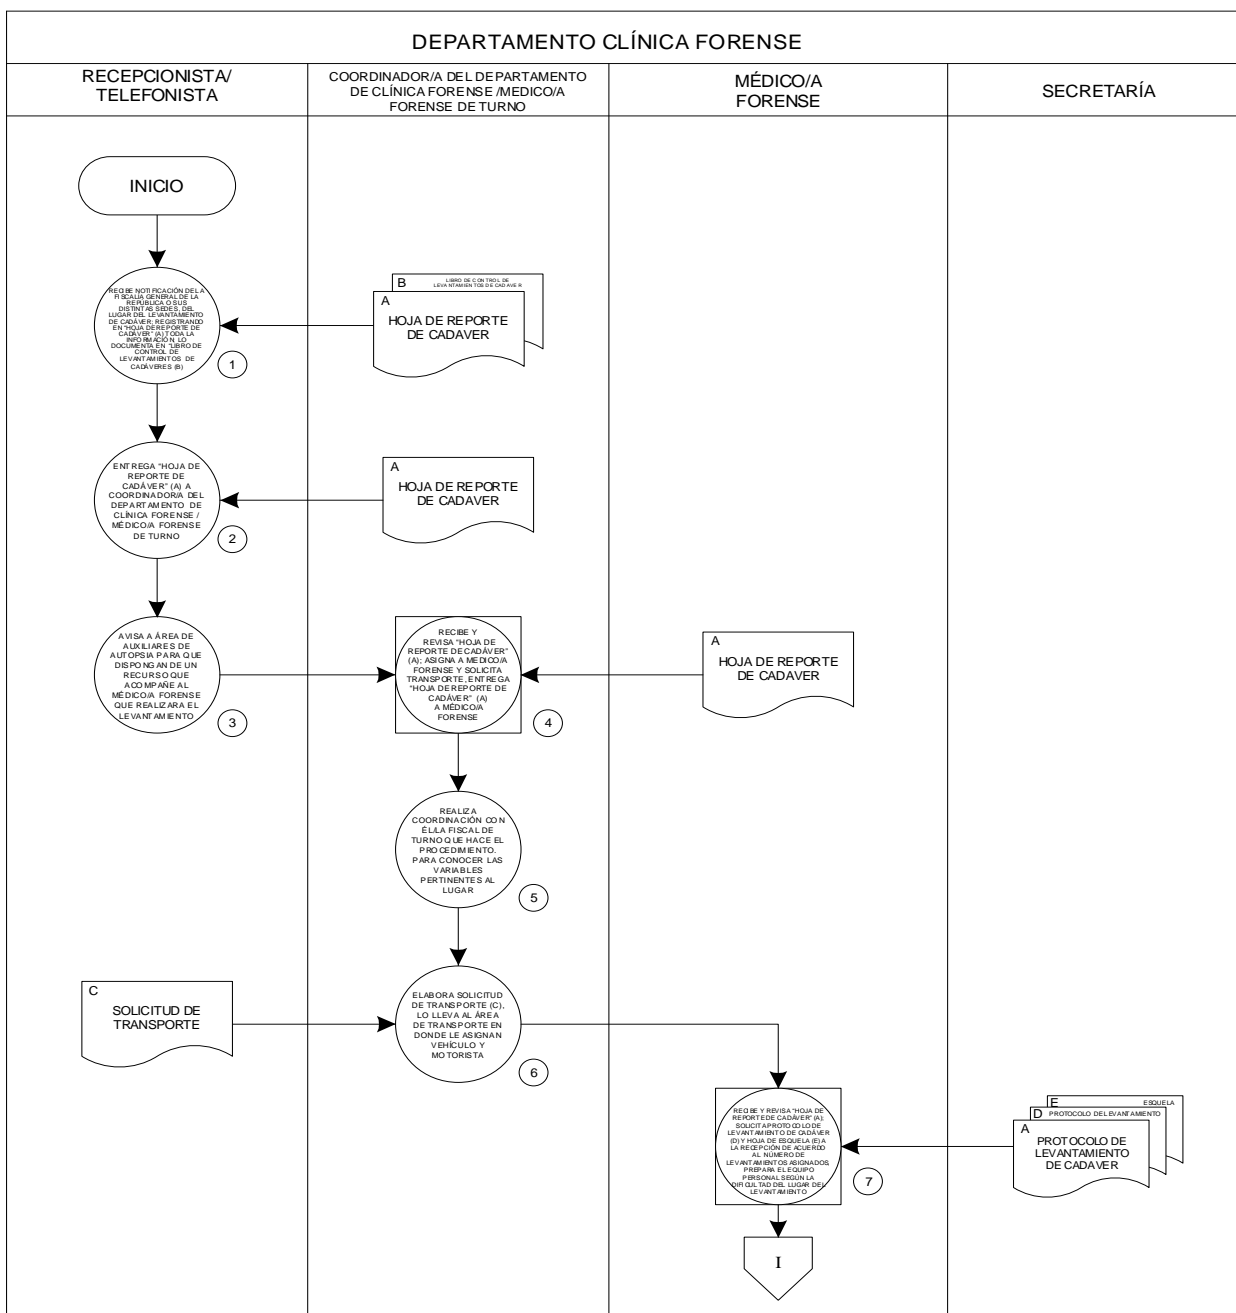 DEPARTAMENTO CLÍNICA FORENSE
RECEPCIONISTA/
TELEFONISTA
COORDINADOR/A DEL DEPARTAMENTO
DE CLÍNICA FORENSE /MEDICO/A
FORENSE DE TURNO
MÉDICO/A
FORENSE
SECRETARÍA
INICIO
RECIBE NOTIFICACIÓN DE LA
FISCALÍA GENERAL DE LA
REPÚBLICA O SUS
DISTINTAS SEDES, DEL
LUGAR DEL LEVANTAMIENTO
DE CADÁVER; REGISTRANDO
EN "HOJA DE REPORTE DE
CADÁVER" (A) TODA LA
INFORMACIÓN, LO
DOCUMENTA EN "LIBRO DE
CONTROL DE
LEVANTAMIENTOS DE
CADÁVERES (B)
1
B
LIBRO DE CONTROL DE
LEVANTAMIENTOS DE CADAVER
A
HOJA DE REPORTE
DE CADAVER
ENTREGA "HOJA DE
REPORTE DE
CADÁVER" (A) A
COORDINADOR/A DEL
DEPARTAMENTO DE
CLÍNICA FORENSE /
MÉDICO/A FORENSE
DE TURNO
2
A
HOJA DE REPORTE
DE CADAVER
AVISA A ÁREA DE
AUXILIARES DE
AUTOPSIA PARA QUE
DISPONGAN DE UN
RECURSO QUE
ACOMPAÑE AL
MÉDICO/A FORENSE
QUE REALIZARA EL
LEVANTAMIENTO
3
RECIBE Y
REVISA "HOJA DE
REPORTE DE CADÁVER"
(A); ASIGNA A MEDICO/A
FORENSE Y SOLICITA
TRANSPORTE, ENTREGA
"HOJA DE REPORTE DE
CADÁVER" (A)
A MÉDICO/A
FORENSE
4
A
HOJA DE REPORTE
DE CADAVER
REALIZA
COORDINACIÓN CON
ÉL/LA FISCAL DE
TURNO QUE HACE EL
PROCEDIMIENTO.
PARA CONOCER LAS
VARIABLES
PERTINENTES AL
LUGAR
5
C
SOLICITUD DE
TRANSPORTE
ELABORA SOLICITUD
DE TRANSPORTE (C),
LO LLEVA AL ÁREA
DE TRANSPORTE EN
DONDE LE ASIGNAN
VEHÍCULO Y
MOTORISTA
6
RECIBE Y REVISA "HOJA DE
REPORTE DE CADÁVER" (A);
SOLICITA PROTOCOLO DE
LEVANTAMIENTO DE CADÁVER
(D) Y HOJA DE ESQUELA (E) A
LA RECEPCIÓN DE ACUERDO
AL NÚMERO DE
LEVANTAMIENTOS ASIGNADOS,
PREPARA EL EQUIPO
PERSONAL SEGÚN LA
DIFICULTAD DEL LUGAR DEL
LEVANTAMIENTO
7
E
ESQUELA
D
PROTOCOLO DE LEVANTAMIENTO
A
PROTOCOLO DE
LEVANTAMIENTO
DE CADAVER
I